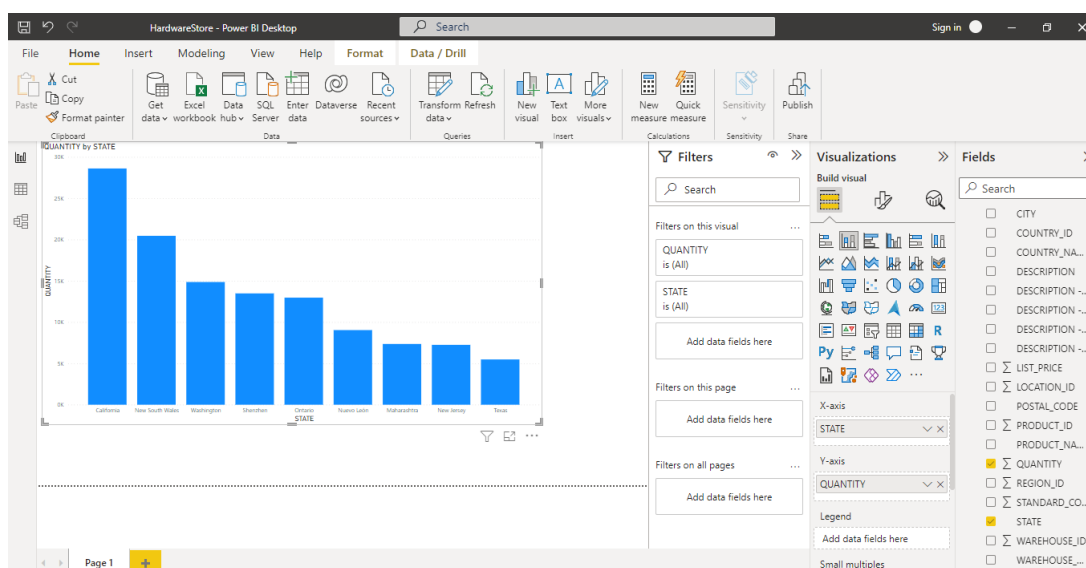 HardwareStore - Power BI Desktop
Search
Sign in
File Home Insert Modeling View Help Format Data / Drill
Paste
Cut
Copy
Format painter
Clipboard
Get data
Excel workbook
Data hub
SQL Server
Enter data
Dataverse
Recent sources
Data
Transform data
Refresh
Queries
New visual
Text box
More visuals
Insert
New measure
Quick measure
Calculations
Sensitivity
Sensitivity
Publish
Share
QUANTITY by STATE
30K
25K
20K
15K
10K
5K
0K
QUANTITY
California New South Wales Washington Shenzhen Ontario Nuevo Leon Maharashtra New Jersey Texas
STATE
Page 1
Filters
Search
Filters on this visual
QUANTITY
is (All)
STATE
is (All)
Add data fields here
Filters on this page
Add data fields here
Filters on all pages
Add data fields here
Visualizations
Build visual
123
R
Py
X-axis
STATE
Y-axis
QUANTITY
Legend
Add data fields here
Small multiples
Fields
Search
CITY
COUNTRY_ID
COUNTRY_NA...
DESCRIPTION
DESCRIPTION -...
DESCRIPTION -...
DESCRIPTION -...
DESCRIPTION -...
LIST_PRICE
LOCATION_ID
POSTAL_CODE
PRODUCT_ID
PRODUCT_NA...
QUANTITY
REGION_ID
STANDARD_CO...
STATE
WAREHOUSE_ID
WAREHOUSE_...